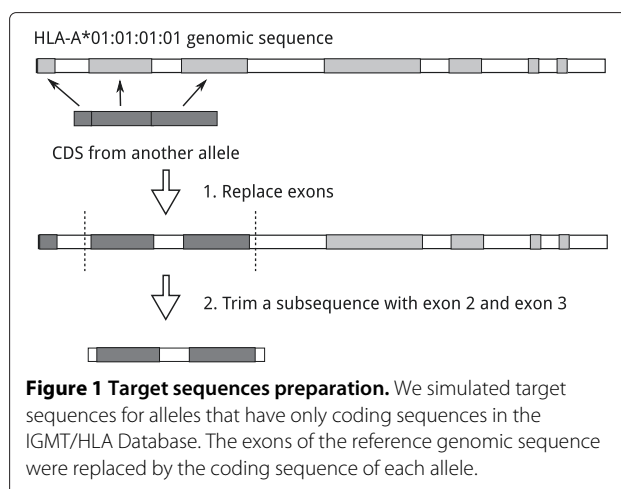 HLA-A*01:01:01:01 genomic sequence
CDS from another allele
1. Replace exons
2. Trim a subsequence with exon 2 and exon 3
Figure 1 Target sequences preparation. We simulated target
sequences for alleles that have only coding sequences in the
IGMT/HLA Database. The exons of the reference genomic sequence
were replaced by the coding sequence of each allele.